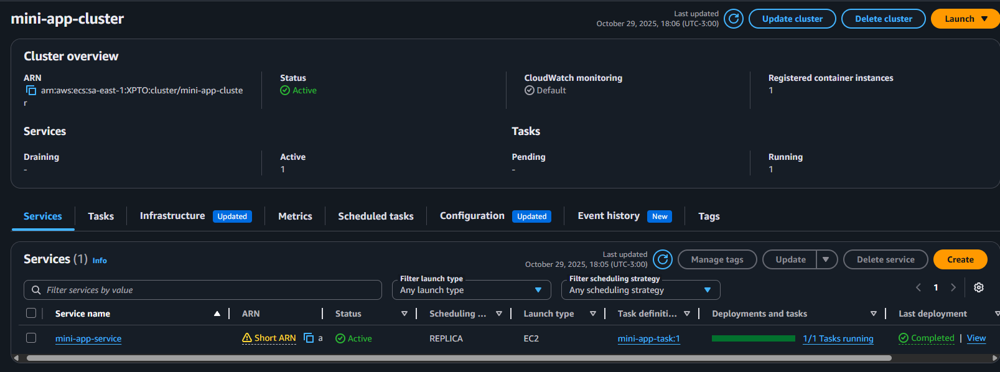 mini-app-cluster
Last updated
October 29, 2025, 18:06 (UTC-3:00)
Update cluster
Delete cluster
Launch
Cluster overview
ARN
arn:aws:ecs:sa-east-1:XPTO:cluster/mini-app-cluste
r
Status
Active
CloudWatch monitoring
Default
Registered container instances
1
Services
Tasks
Draining
-
Active
1
Pending
-
Running
1
Services
Tasks
Infrastructure
Updated
Metrics
Scheduled tasks
Configuration
Updated
Event history
New
Tags
Services (1) Info
Last updated
October 29, 2025, 18:05 (UTC-3:00)
Manage tags
Update
Delete service
Create
Filter services by value
Filter launch type
Any launch type
Filter scheduling strategy
Any scheduling strategy
1
Service name
ARN
Status
Scheduling ...
Launch type
Task definiti...
Deployments and tasks
Last deployment
mini-app-service
Short ARN
a
Active
REPLICA
EC2
mini-app-task:1
1/1 Tasks running
Completed | View